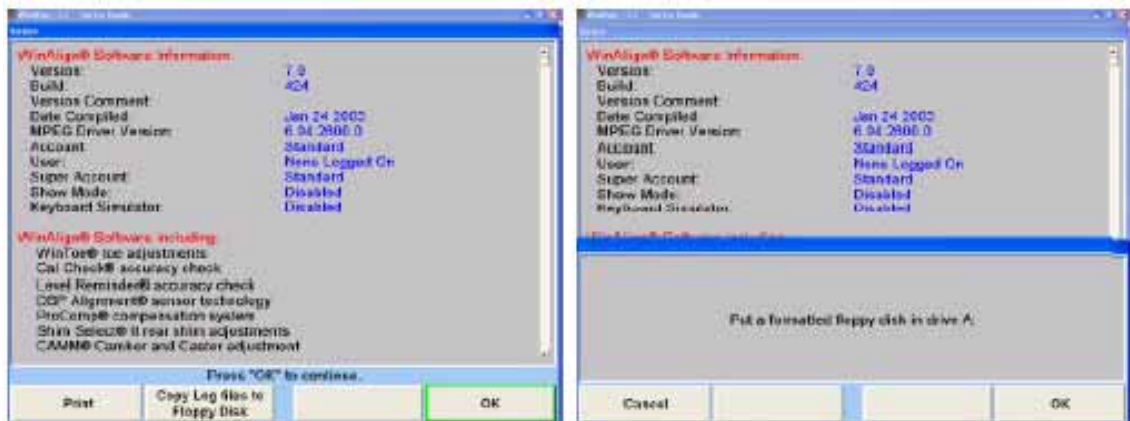 WinAlign® Software Information
Version: 7.0
Build: 424
Version Comment
Date Compiled Jan 24 2003
MPEG Driver Version: 6.04.2600.0
Account: Standard
User: None Logged On
Super Account: Standard
Show Mode: Disabled
Keyboard Simulator: Disabled
WinAlign® Software including:
WinToe® toe adjustments
Cal Check® accuracy check
Level Reminder® accuracy check
DSP Alignment® sensor technology
ProComp® compensation system
Shim Select® II rear shim adjustments
CAMM® Camber and Caster adjustment
Press "OK" to continue.
Print
Copy Log files to
Floppy Disk
OK
WinAlign® Software Information
Version: 7.0
Build: 424
Version Comment
Date Compiled Jan 24 2003
MPEG Driver Version: 6.04.2600.0
Account: Standard
User: None Logged On
Super Account: Standard
Show Mode: Disabled
Keyboard Simulator: Disabled
Put a formatted floppy disk in drive A.
Cancel
OK